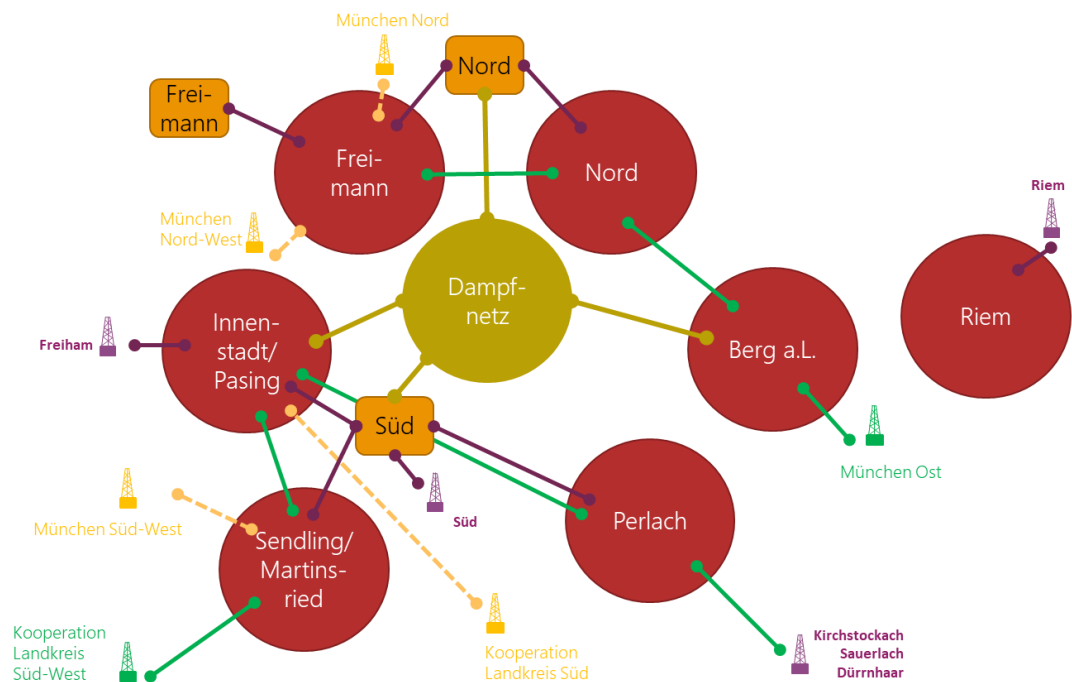 München Nord
Nord
Frei-
mann
Frei-
mann
Nord
Riem
München
Nord-West
Dampf-
netz
Riem
Innen-
stadt/
Pasing
Freiham
Berg a.L.
Süd
München Ost
München Süd-West
Süd
Perlach
Sendling/
Martins-
ried
Kooperation
Landkreis
Süd-West
Kooperation
Landkreis Süd
Kirchstockach
Sauerlach
Dürrnhaar